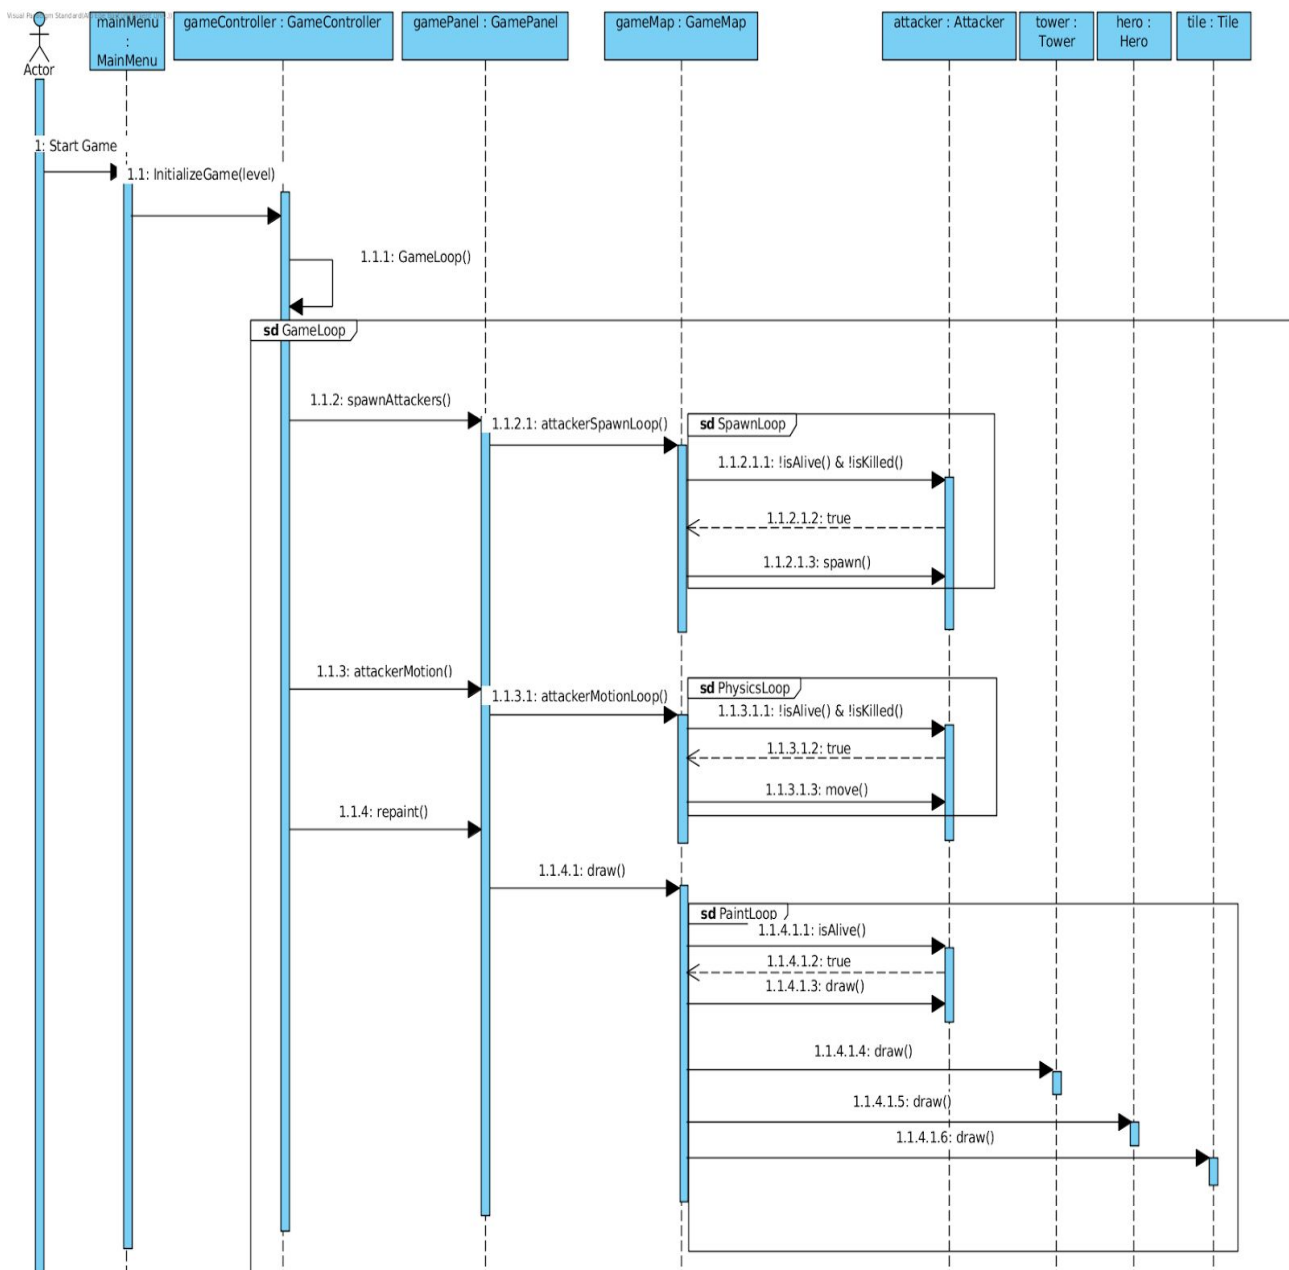 mainMenu
:
MainMenu
gameController : GameController
gamePanel : GamePanel
gameMap : GameMap
attacker : Attacker
tower :
Tower
hero :
Hero
tile : Tile
Actor
1: Start Game
1.1: InitializeGame(level)
1.1.1: GameLoop()
sd GameLoop
1.1.2: spawnAttackers()
1.1.2.1: attackerSpawnLoop()
sd SpawnLoop
1.1.2.1.1: !isAlive() & !isKilled()
1.1.2.1.2: true
1.1.2.1.3: spawn()
1.1.3: attackerMotion()
1.1.3.1: attackerMotionLoop()
sd PhysicsLoop
1.1.3.1.1: !isAlive() & !isKilled()
1.1.3.1.2: true
1.1.3.1.3: move()
1.1.4: repaint()
1.1.4.1: draw()
sd PaintLoop
1.1.4.1.1: isAlive()
1.1.4.1.2: true
1.1.4.1.3: draw()
1.1.4.1.4: draw()
1.1.4.1.5: draw()
1.1.4.1.6: draw()